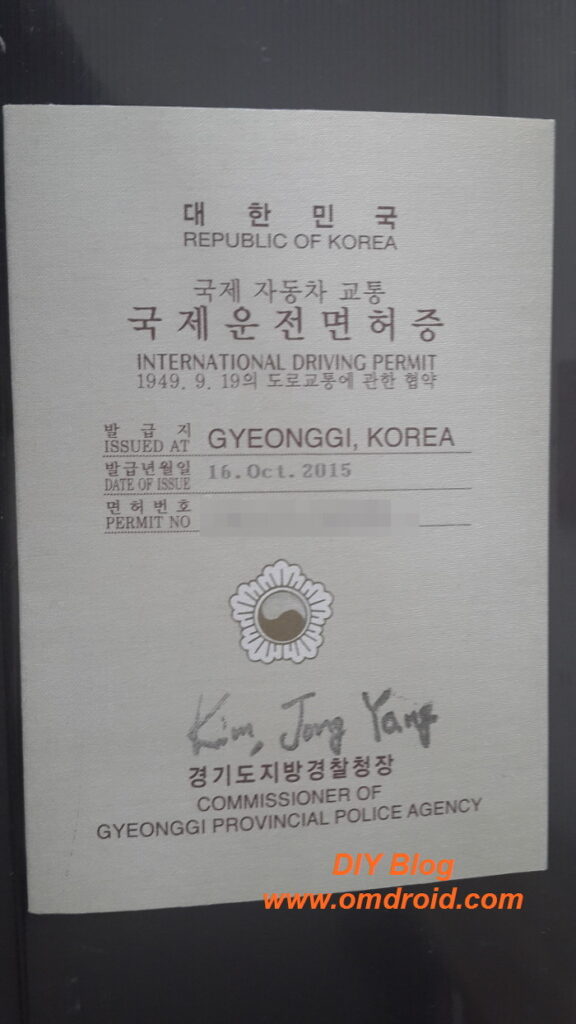 대 한 민 국
REPUBLIC OF KOREA
국제 자동차 교통
국제운전면허증
INTERNATIONAL DRIVING PERMIT
1949. 9. 19의 도로교통에 관한 협약
발 급 지
ISSUED AT GYEONGGI, KOREA
발급년월일
DATE OF ISSUE 16.Oct.2015
면허번호
PERMIT NO
Kim, Jong Yang
경기도지방경찰청장
COMMISSIONER OF
GYEONGGI PROVINCIAL POLICE AGENCY
DIY Blog
www.omdroid.com